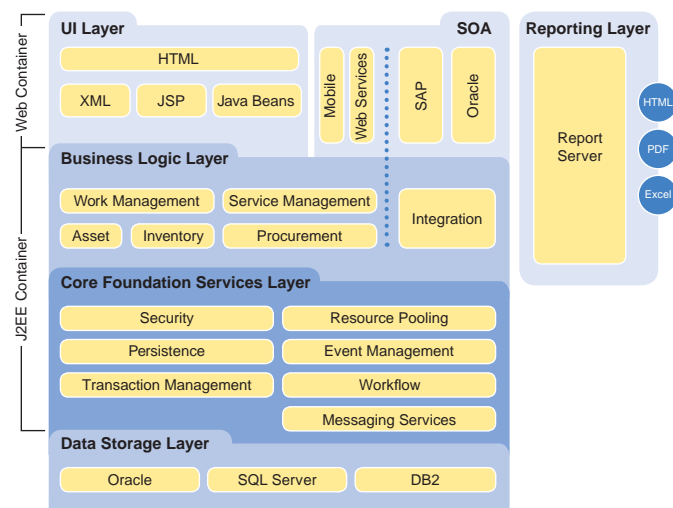 UI Layer
SOA
Reporting Layer
Web Container
HTML
XML
JSP
Java Beans
Mobile
Web Services
SAP
Oracle
Report
Server
HTML
PDF
Excel
Business Logic Layer
Work Management
Service Management
Asset
Inventory
Procurement
Integration
J2EE Container
Core Foundation Services Layer
Security
Resource Pooling
Persistence
Event Management
Transaction Management
Workflow
Messaging Services
Data Storage Layer
Oracle
SQL Server
DB2